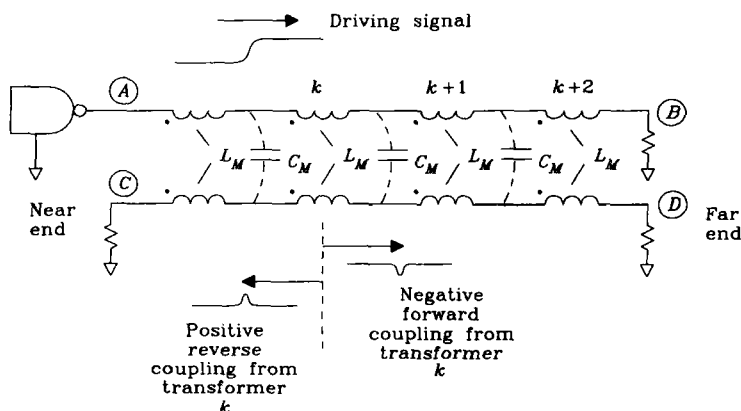 Driving signal
A
k
k+1
k+2
B
L_M
C_M
L_M
C_M
L_M
C_M
L_M
C
D
Near
end
Far
end
Positive
reverse
coupling from
transformer
k
Negative
forward
coupling from
transformer
k